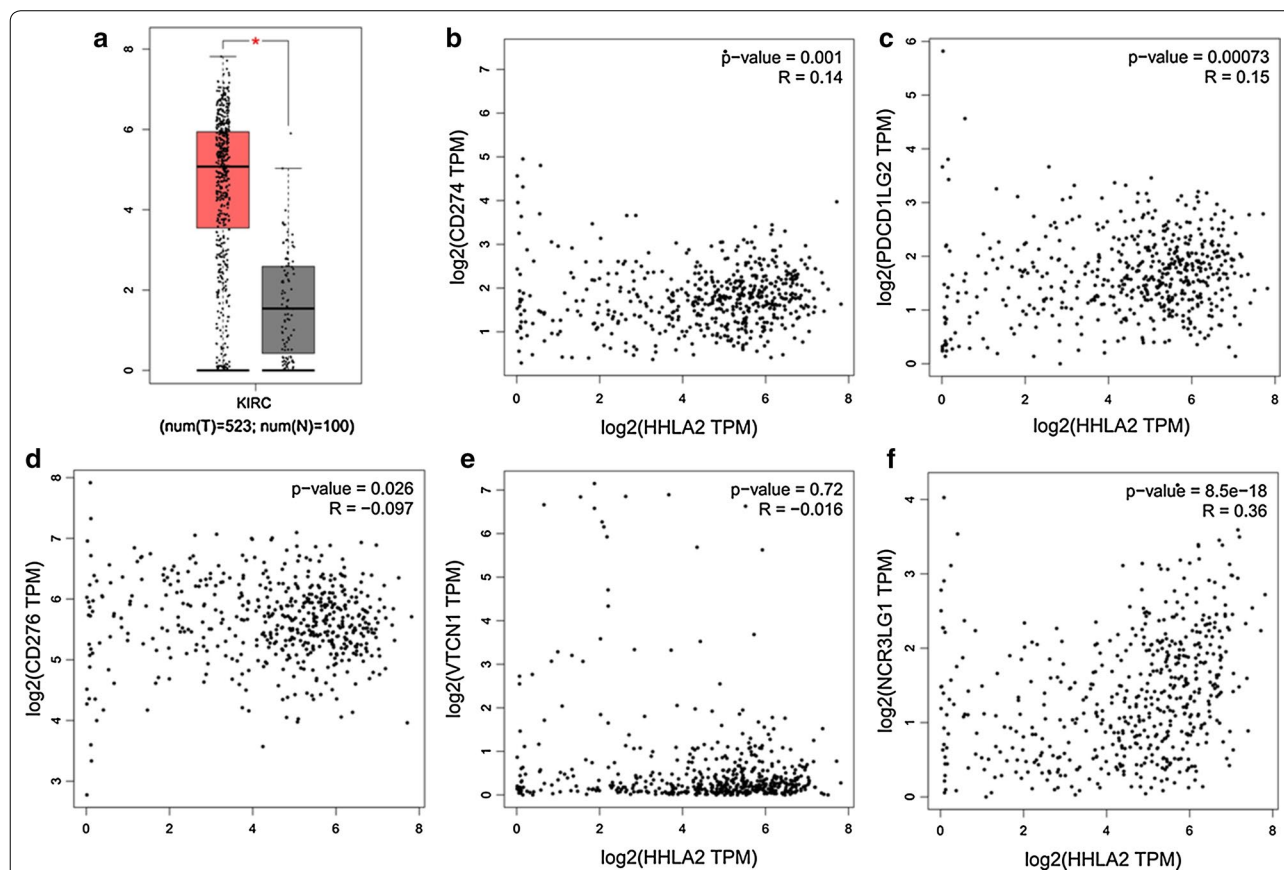 a
*
8
6
4
2
0
KIRC
(num(T)=523; num(N)=100)
b
p-value = 0.001
R = 0.14
log2(CD274 TPM)
7
6
5
4
3
2
1
0 2 4 6 8
log2(HHLA2 TPM)
c
p-value = 0.00073
R = 0.15
log2(PDCD1LG2 TPM)
6
5
4
3
2
1
0
0 2 4 6 8
log2(HHLA2 TPM)
d
p-value = 0.026
R = −0.097
log2(CD276 TPM)
8
7
6
5
4
3
0 2 4 6 8
e
p-value = 0.72
R = −0.016
log2(VTCN1 TPM)
7
6
5
4
3
2
1
0
0 2 4 6 8
log2(HHLA2 TPM)
f
p-value = 8.5e−18
R = 0.36
log2(NCR3LG1 TPM)
4
3
2
1
0
0 2 4 6 8
log2(HHLA2 TPM)